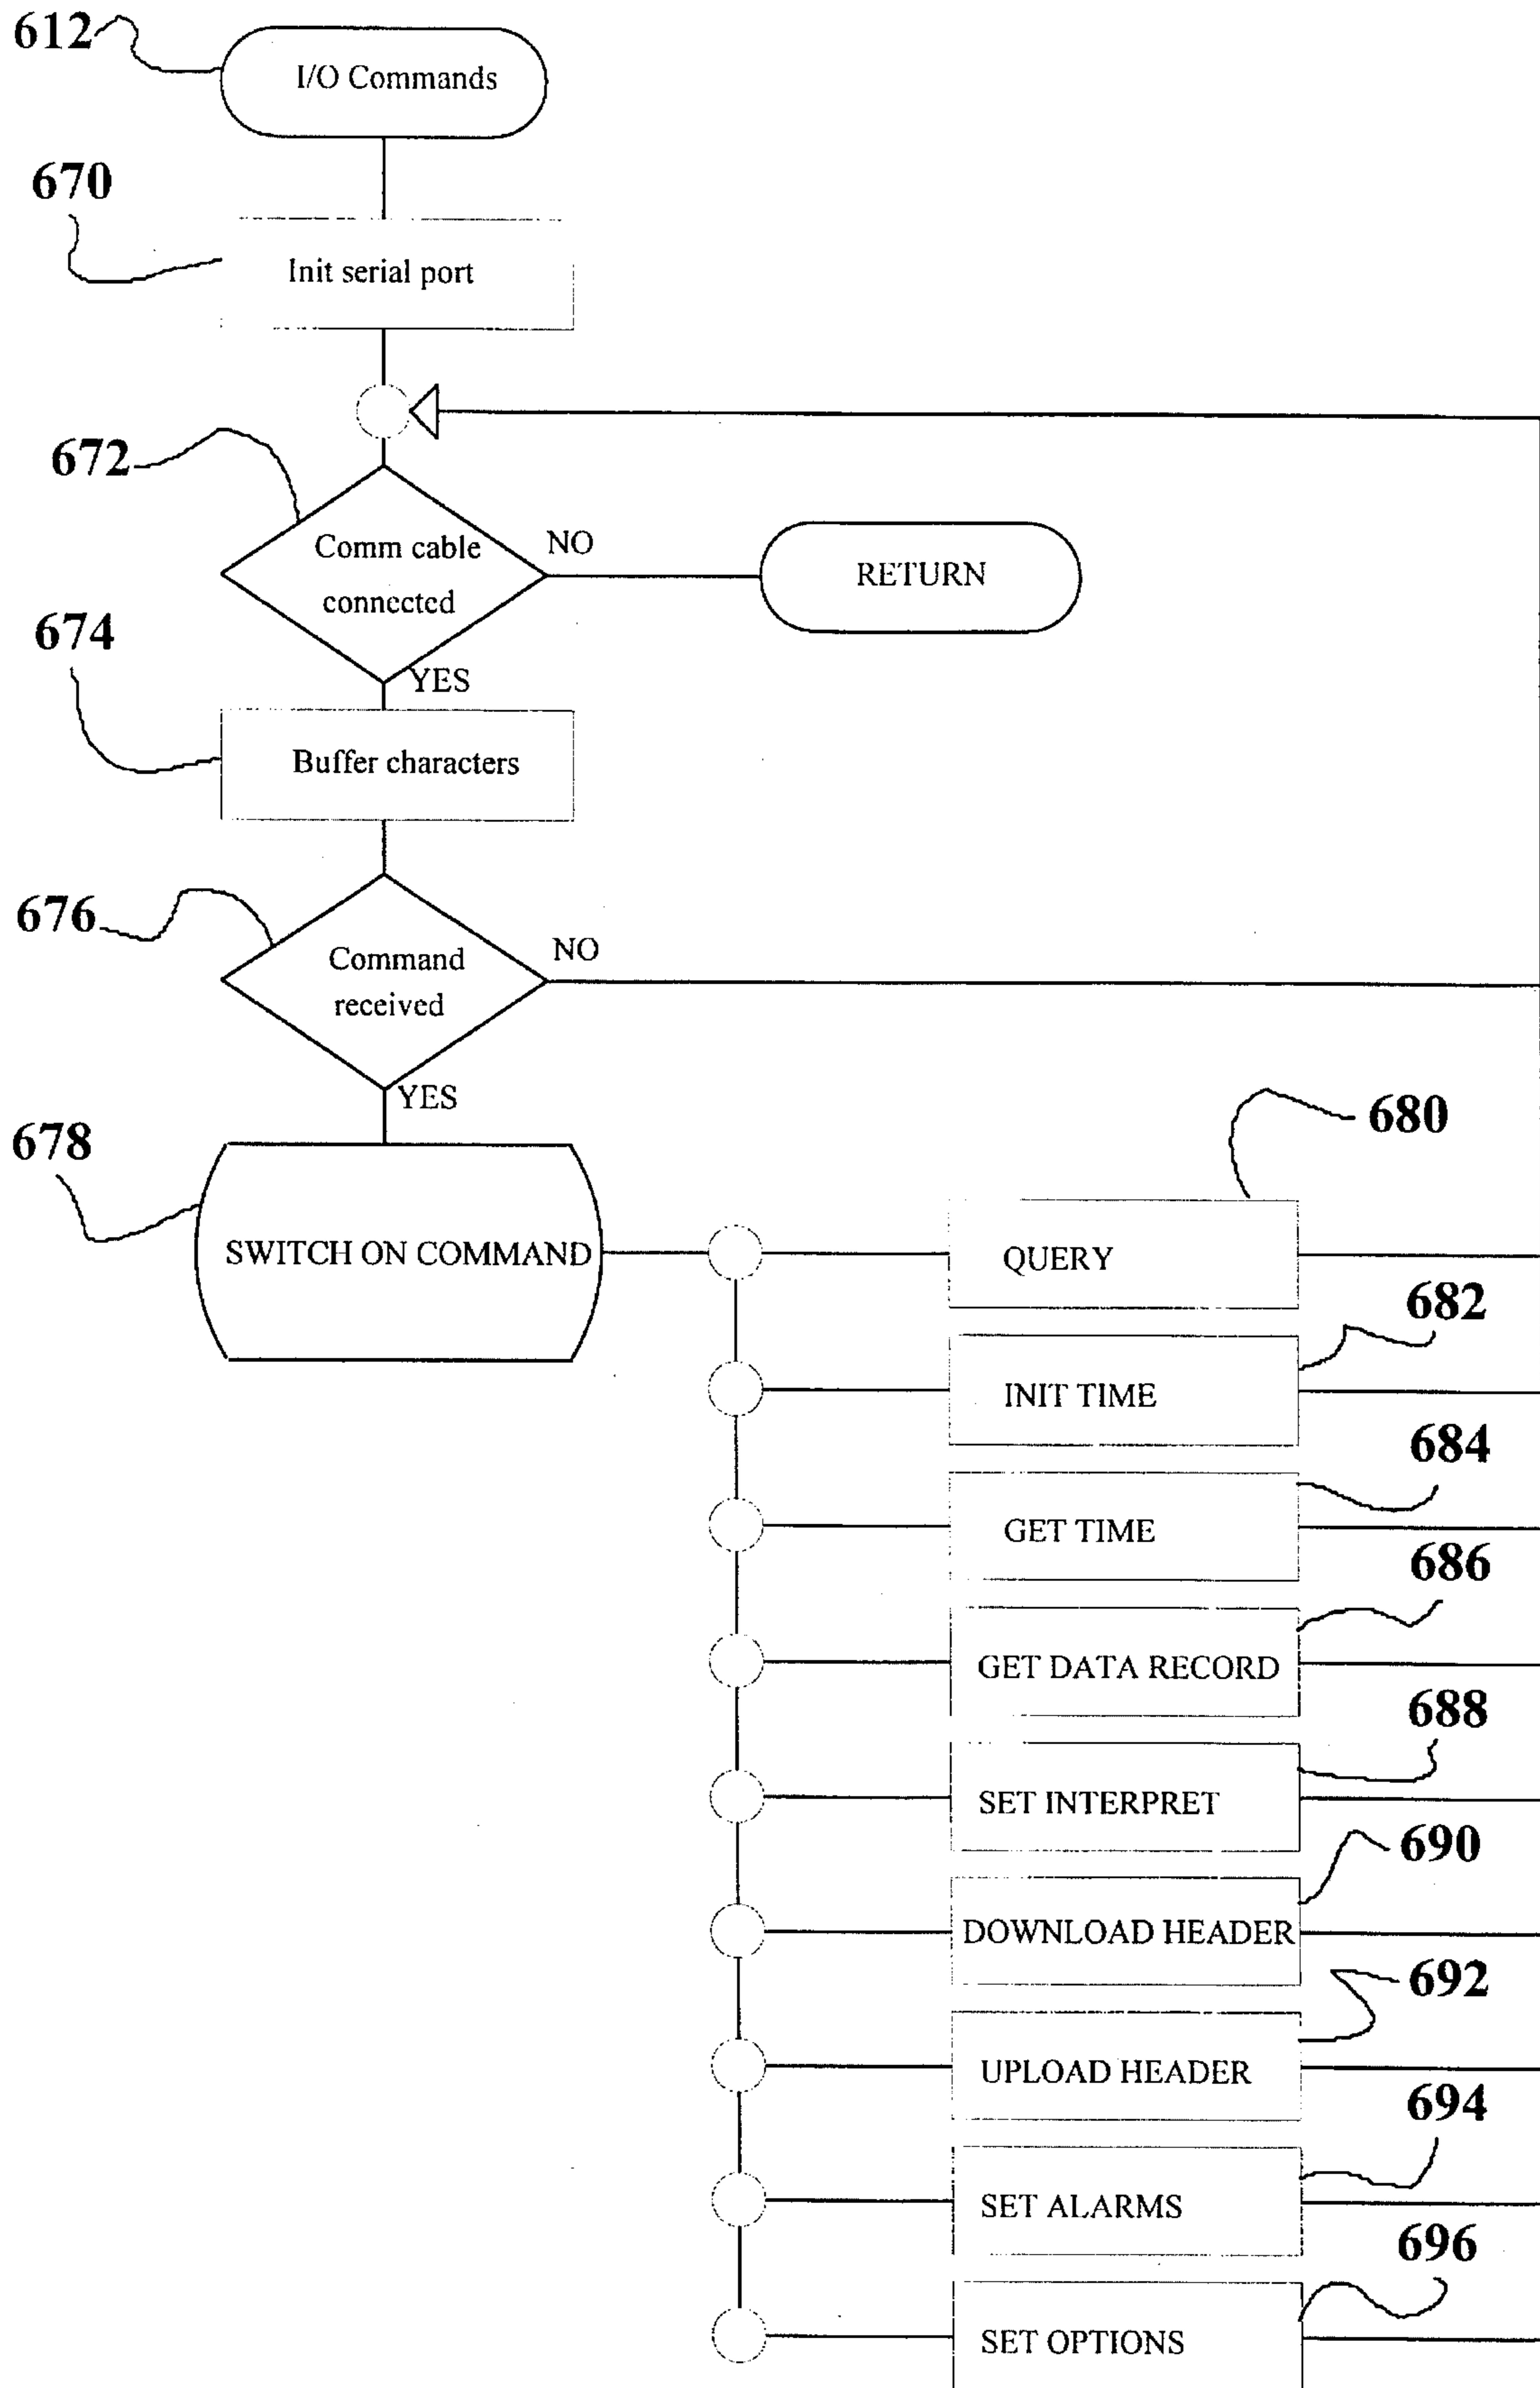 612
I/O Commands
670
Init serial port
672
Comm cable
connected
NO
RETURN
674
YES
Buffer characters
676
Command
received
NO
YES
678
SWITCH ON COMMAND
680
QUERY
682
INIT TIME
684
GET TIME
686
GET DATA RECORD
688
SET INTERPRET
690
DOWNLOAD HEADER
692
UPLOAD HEADER
694
SET ALARMS
696
SET OPTIONS